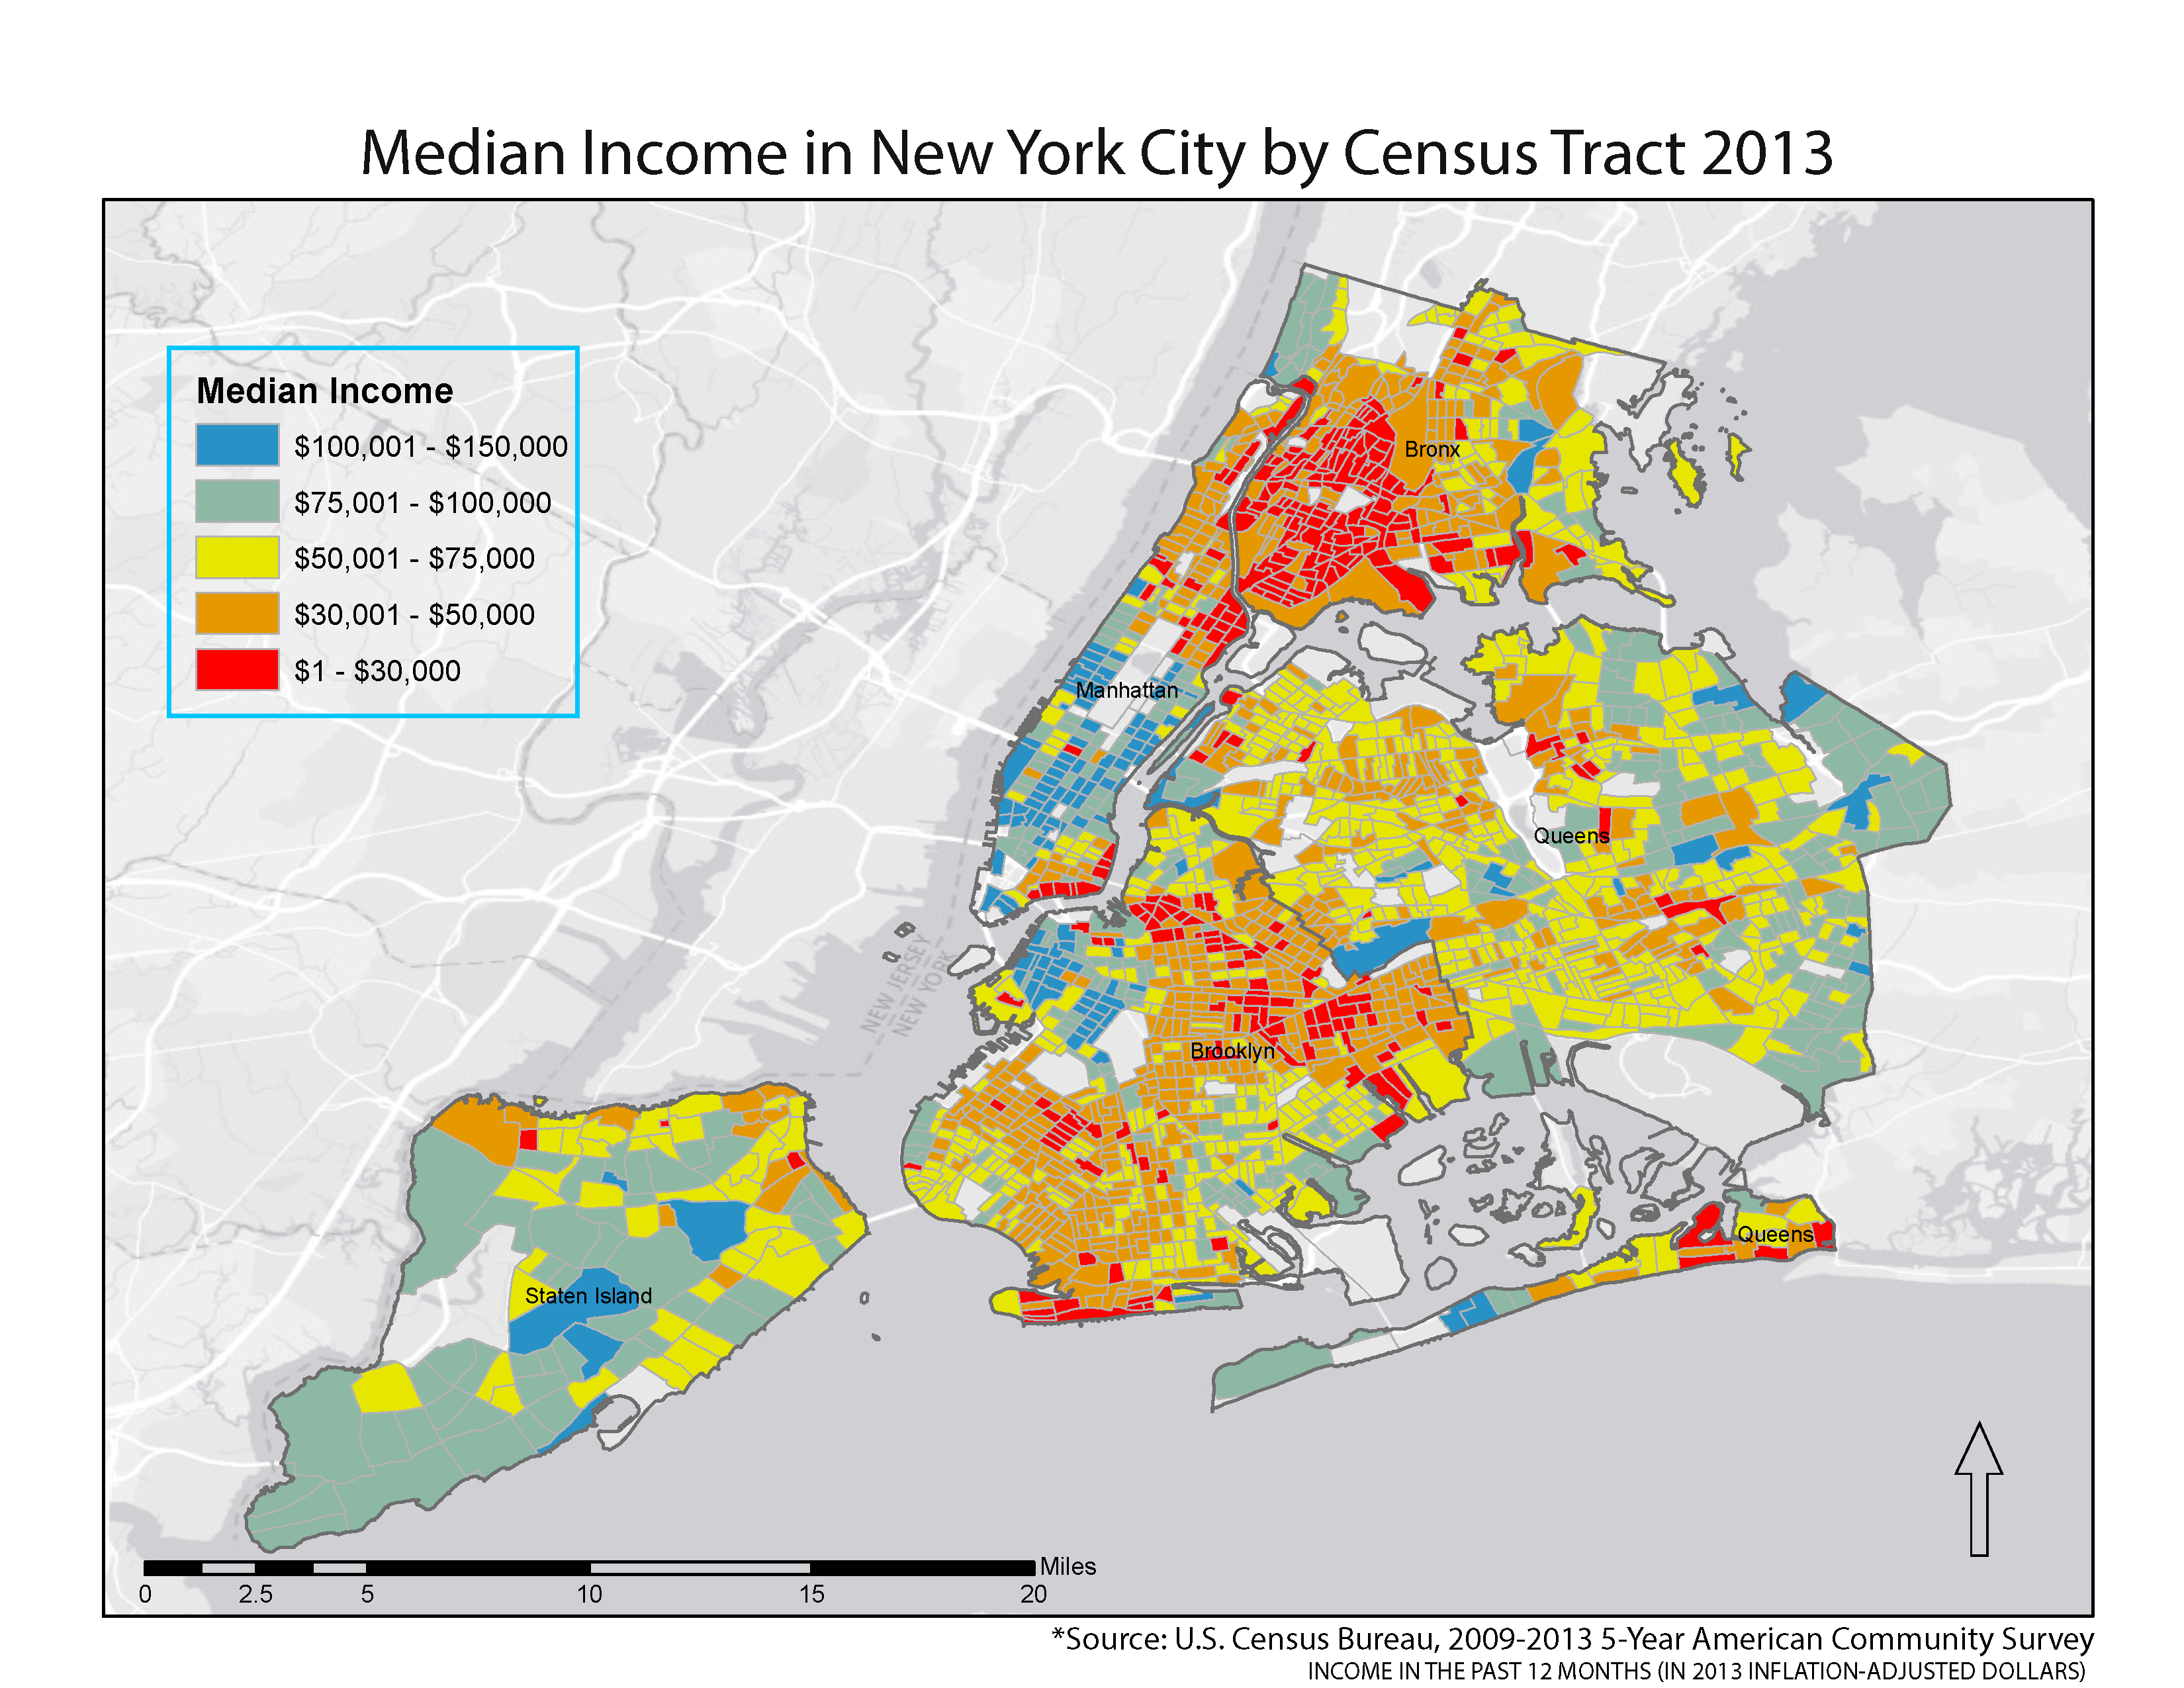 Median Income in New York City by Census Tract 2013
Median Income
$100,001 - $150,000
$75,001 - $100,000
$50,001 - $75,000
$30,001 - $50,000
$1 - $30,000
Bronx
Manhattan
Queens
NEW JERSEY
NEW YORK
Brooklyn
Queens
Staten Island
Miles
0 2.5 5 10 15 20
*Source: U.S. Census Bureau, 2009-2013 5-Year American Community Survey
INCOME IN THE PAST 12 MONTHS (IN 2013 INFLATION-ADJUSTED DOLLARS)